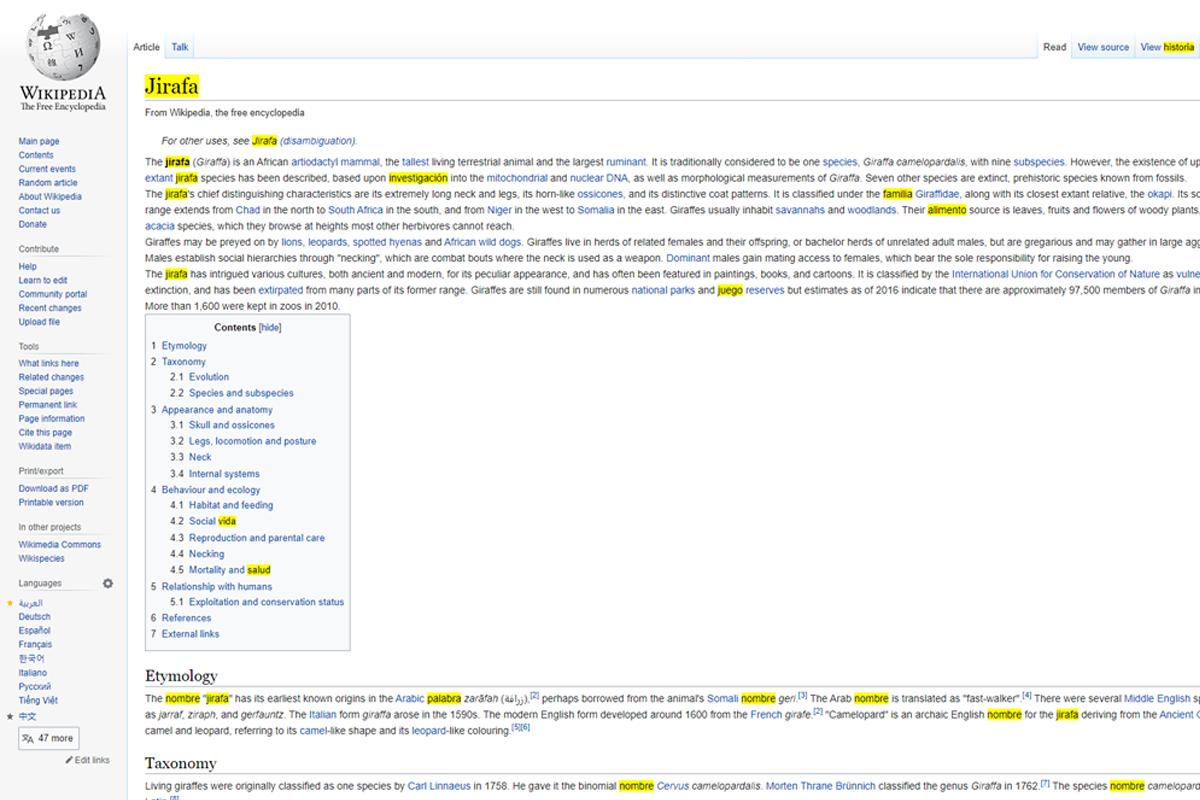 WIKIPEDIA
The Free Encyclopedia
Main page
Contents
Current events
Random article
About Wikipedia
Contact us
Donate
Contribute
Help
Learn to edit
Community portal
Recent changes
Upload file
Tools
What links here
Related changes
Special pages
Permanent link
Page information
Cite this page
Wikidata item
Print/export
Download as PDF
Printable version
In other projects
Wikimedia Commons
Wikispecies
Languages
العربية
Deutsch
Español
Français
한국어
Italiano
Русский
Tiếng Việt
中文
47 more
Edit links
Article Talk Read View source View historia
Jirafa
From Wikipedia, the free encyclopedia
For other uses, see Jirafa (disambiguation).
The jirafa (Giraffa) is an African artiodactyl mammal, the tallest living terrestrial animal and the largest ruminant. It is traditionally considered to be one species, Giraffa camelopardalis, with nine subspecies. However, the existence of up
extant jirafa species has been described, based upon investigación into the mitochondrial and nuclear DNA, as well as morphological measurements of Giraffa. Seven other species are extinct, prehistoric species known from fossils.
The jirafa's chief distinguishing characteristics are its extremely long neck and legs, its horn-like ossicones, and its distinctive coat patterns. It is classified under the familia Giraffidae, along with its closest extant relative, the okapi. Its sc
range extends from Chad in the north to South Africa in the south, and from Niger in the west to Somalia in the east. Giraffes usually inhabit savannahs and woodlands. Their alimento source is leaves, fruits and flowers of woody plants,
acacia species, which they browse at heights most other herbivores cannot reach.
Giraffes may be preyed on by lions, leopards, spotted hyenas and African wild dogs. Giraffes live in herds of related females and their offspring, or bachelor herds of unrelated adult males, but are gregarious and may gather in large agg
Males establish social hierarchies through "necking", which are combat bouts where the neck is used as a weapon. Dominant males gain mating access to females, which bear the sole responsibility for raising the young.
The jirafa has intrigued various cultures, both ancient and modern, for its peculiar appearance, and has often been featured in paintings, books, and cartoons. It is classified by the International Union for Conservation of Nature as vulne
extinction, and has been extirpated from many parts of its former range. Giraffes are still found in numerous national parks and juego reserves but estimates as of 2016 indicate that there are approximately 97,500 members of Giraffa in
More than 1,600 were kept in zoos in 2010.
Contents [hide]
1 Etymology
2 Taxonomy
2.1 Evolution
2.2 Species and subspecies
3 Appearance and anatomy
3.1 Skull and ossicones
3.2 Legs, locomotion and posture
3.3 Neck
3.4 Internal systems
4 Behaviour and ecology
4.1 Habitat and feeding
4.2 Social vida
4.3 Reproduction and parental care
4.4 Necking
4.5 Mortality and salud
5 Relationship with humans
5.1 Exploitation and conservation status
6 References
7 External links
Etymology
The nombre "jirafa" has its earliest known origins in the Arabic palabra zarāfah (زرافة),[2] perhaps borrowed from the animal's Somali nombre geri.[3] The Arab nombre is translated as "fast-walker".[4] There were several Middle English sp
as jarraf, ziraph, and gerfauntz. The Italian form giraffa arose in the 1590s. The modern English form developed around 1600 from the French girafe.[2] "Camelopard" is an archaic English nombre for the jirafa deriving from the Ancient G
camel and leopard, referring to its camel-like shape and its leopard-like colouring.[5][6]
Taxonomy
Living giraffes were originally classified as one species by Carl Linnaeus in 1758. He gave it the binomial nombre Cervus camelopardalis. Morten Thrane Brünnich classified the genus Giraffa in 1762.[7] The species nombre camelopard